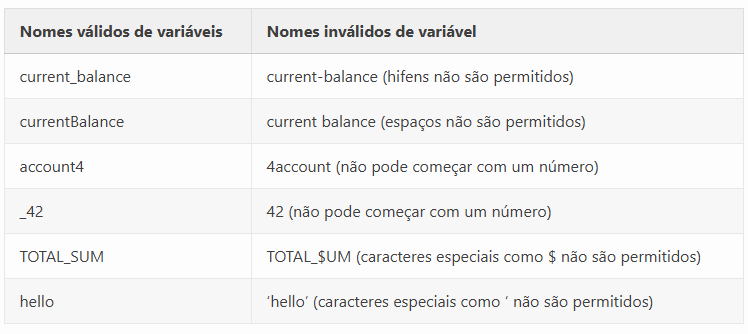 Nomes válidos de variáveis Nomes inválidos de variável
current_balance current-balance (hifens não são permitidos)
currentBalance current balance (espaços não são permitidos)
account4 4account (não pode começar com um número)
_42 42 (não pode começar com um número)
TOTAL_SUM TOTAL_$UM (caracteres especiais como $ não são permitidos)
hello ‘hello’ (caracteres especiais como ‘ não são permitidos)